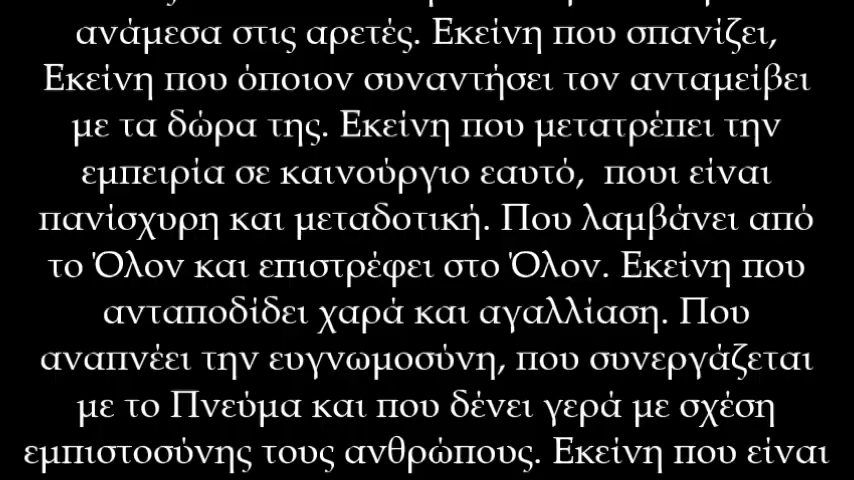 ανάμεσα στις αρετές. Εκείνη που σπανίζει,
Εκείνη που όποιον συναντήσει τον ανταμείβει
με τα δώρα της. Εκείνη που μετατρέπει την
εμπειρία σε καινούργιο εαυτό,  πουι είναι
πανίσχυρη και μεταδοτική. Που λαμβάνει από
το Όλον και επιστρέφει στο Όλον. Εκείνη που
ανταποδίδει χαρά και αγαλλίαση. Που
αναπνέει την ευγνωμοσύνη, που συνεργάζεται
με το Πνεύμα και που δένει γερά με σχέση
εμπιστοσύνης τους ανθρώπους. Εκείνη που είναι